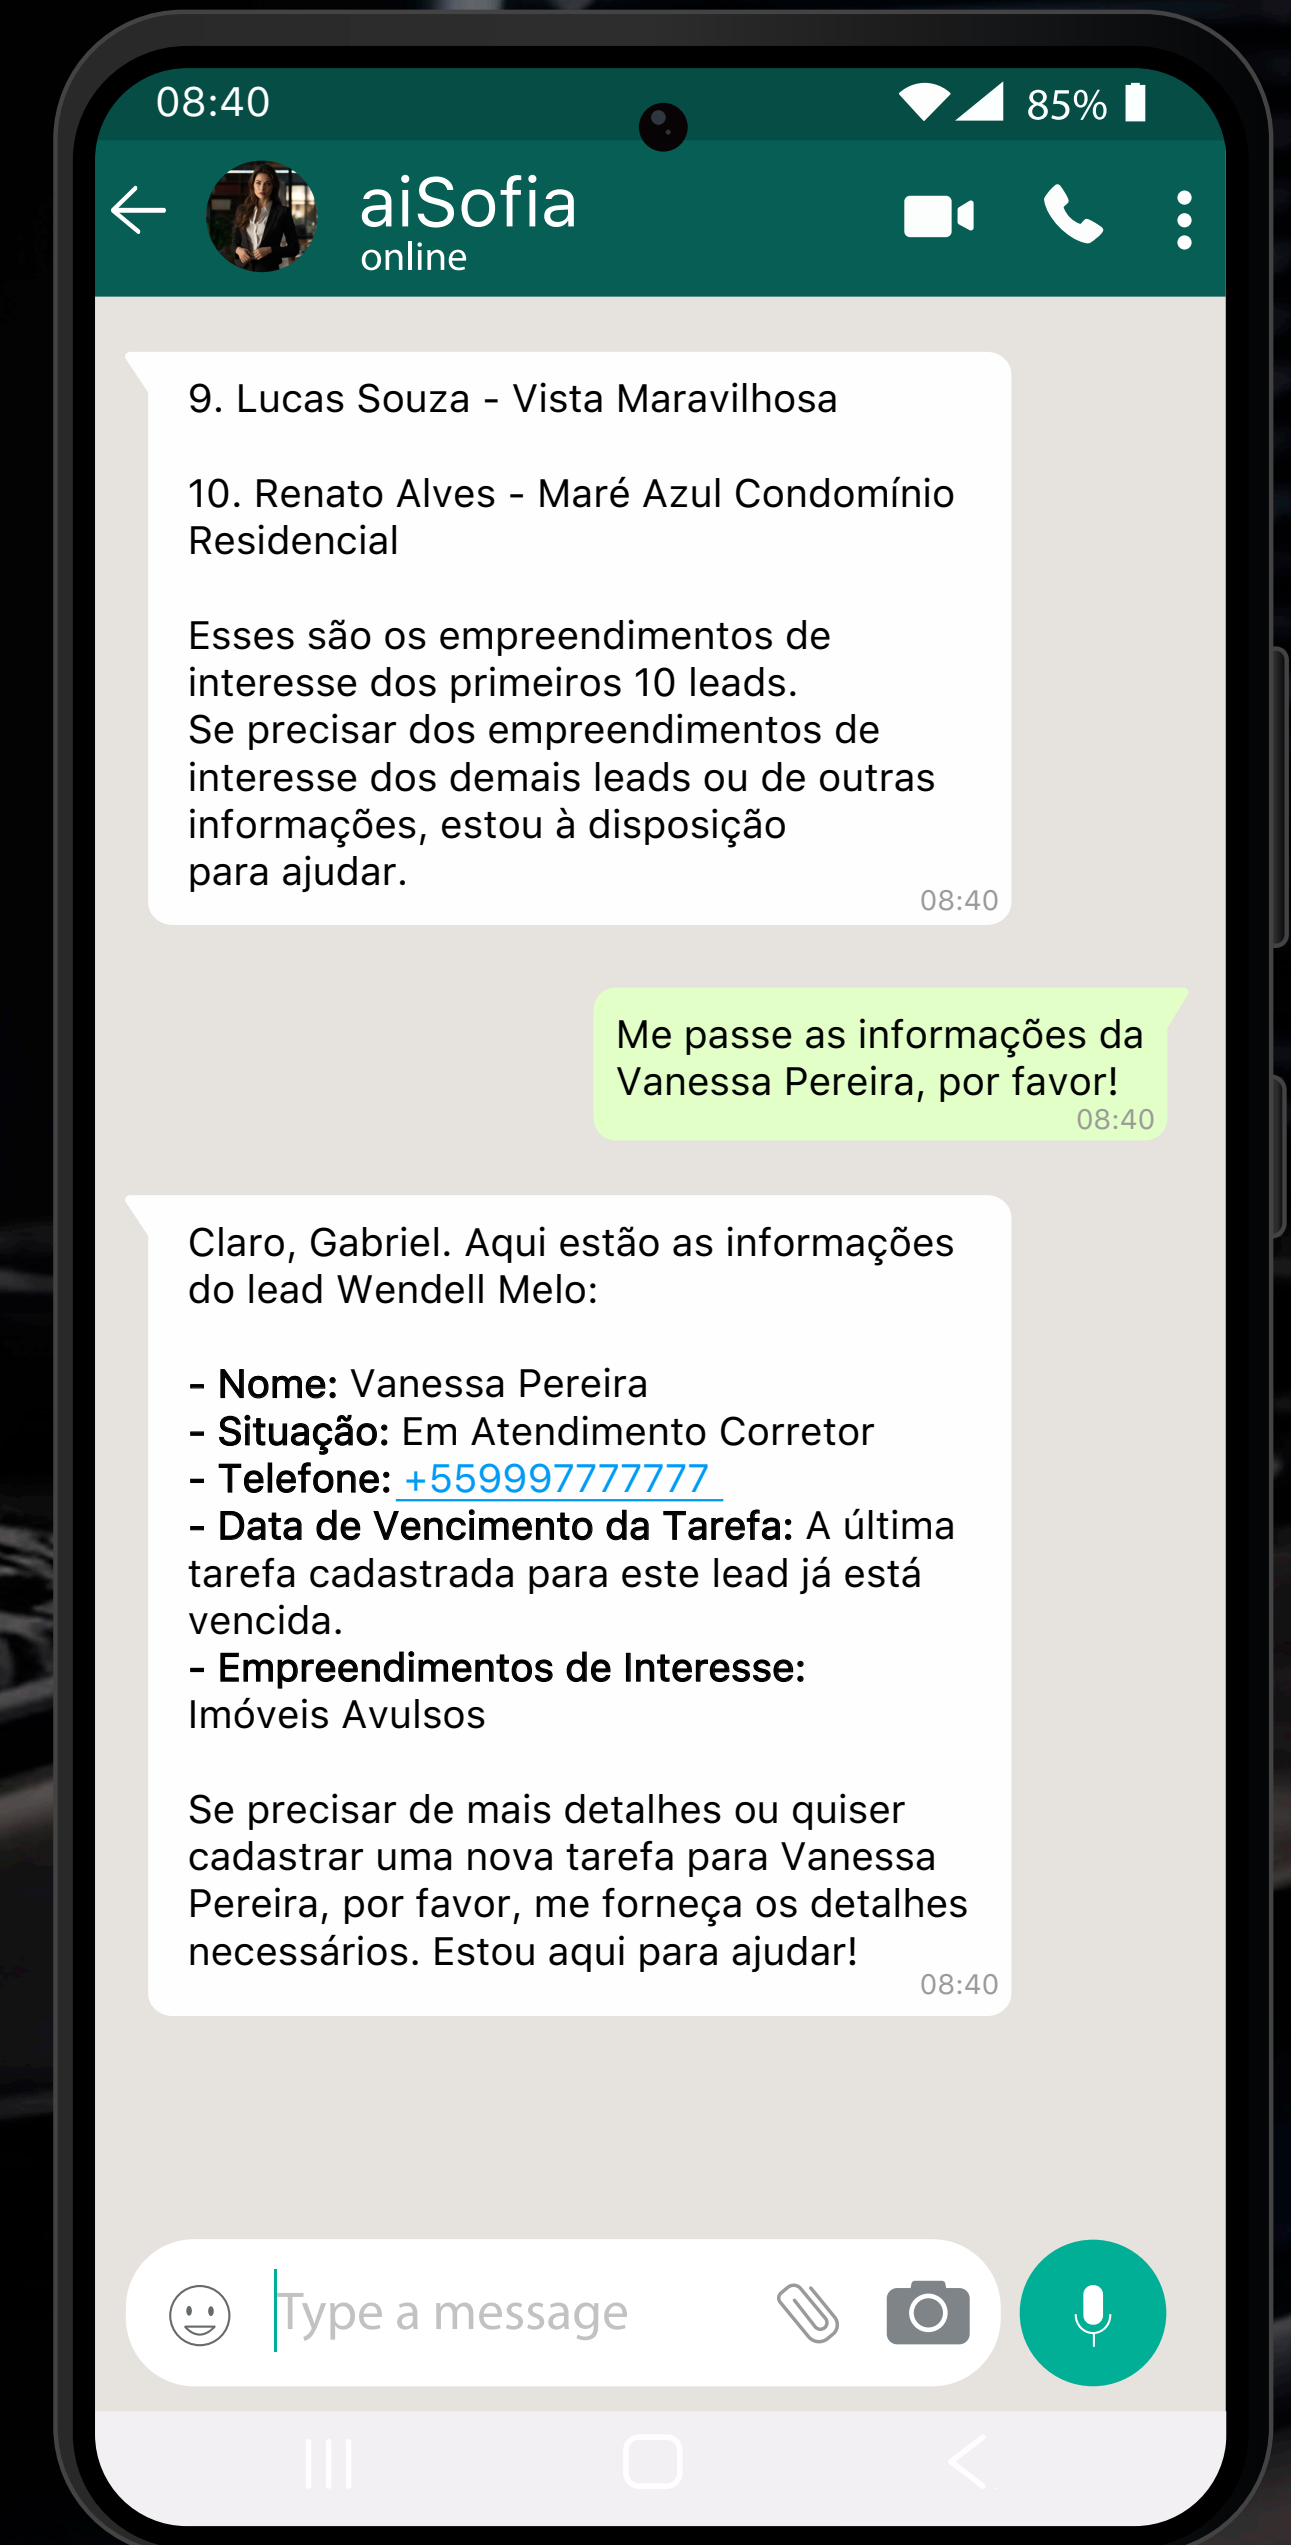 08:40
85%
aiSofia
online
9. Lucas Souza - Vista Maravilhosa
10. Renato Alves - Maré Azul Condomínio
Residencial
Esses são os empreendimentos de
interesse dos primeiros 10 leads.
Se precisar dos empreendimentos de
interesse dos demais leads ou de outras
informações, estou à disposição
para ajudar.
08:40
Me passe as informações da
Vanessa Pereira, por favor!
08:40
Claro, Gabriel. Aqui estão as informações
do lead Wendell Melo:
- Nome: Vanessa Pereira
- Situação: Em Atendimento Corretor
- Telefone: +559997777777
- Data de Vencimento da Tarefa: A última
tarefa cadastrada para este lead já está
vencida.
- Empreendimentos de Interesse:
Imóveis Avulsos
Se precisar de mais detalhes ou quiser
cadastrar uma nova tarefa para Vanessa
Pereira, por favor, me forneça os detalhes
necessários. Estou aqui para ajudar!
08:40
Type a message